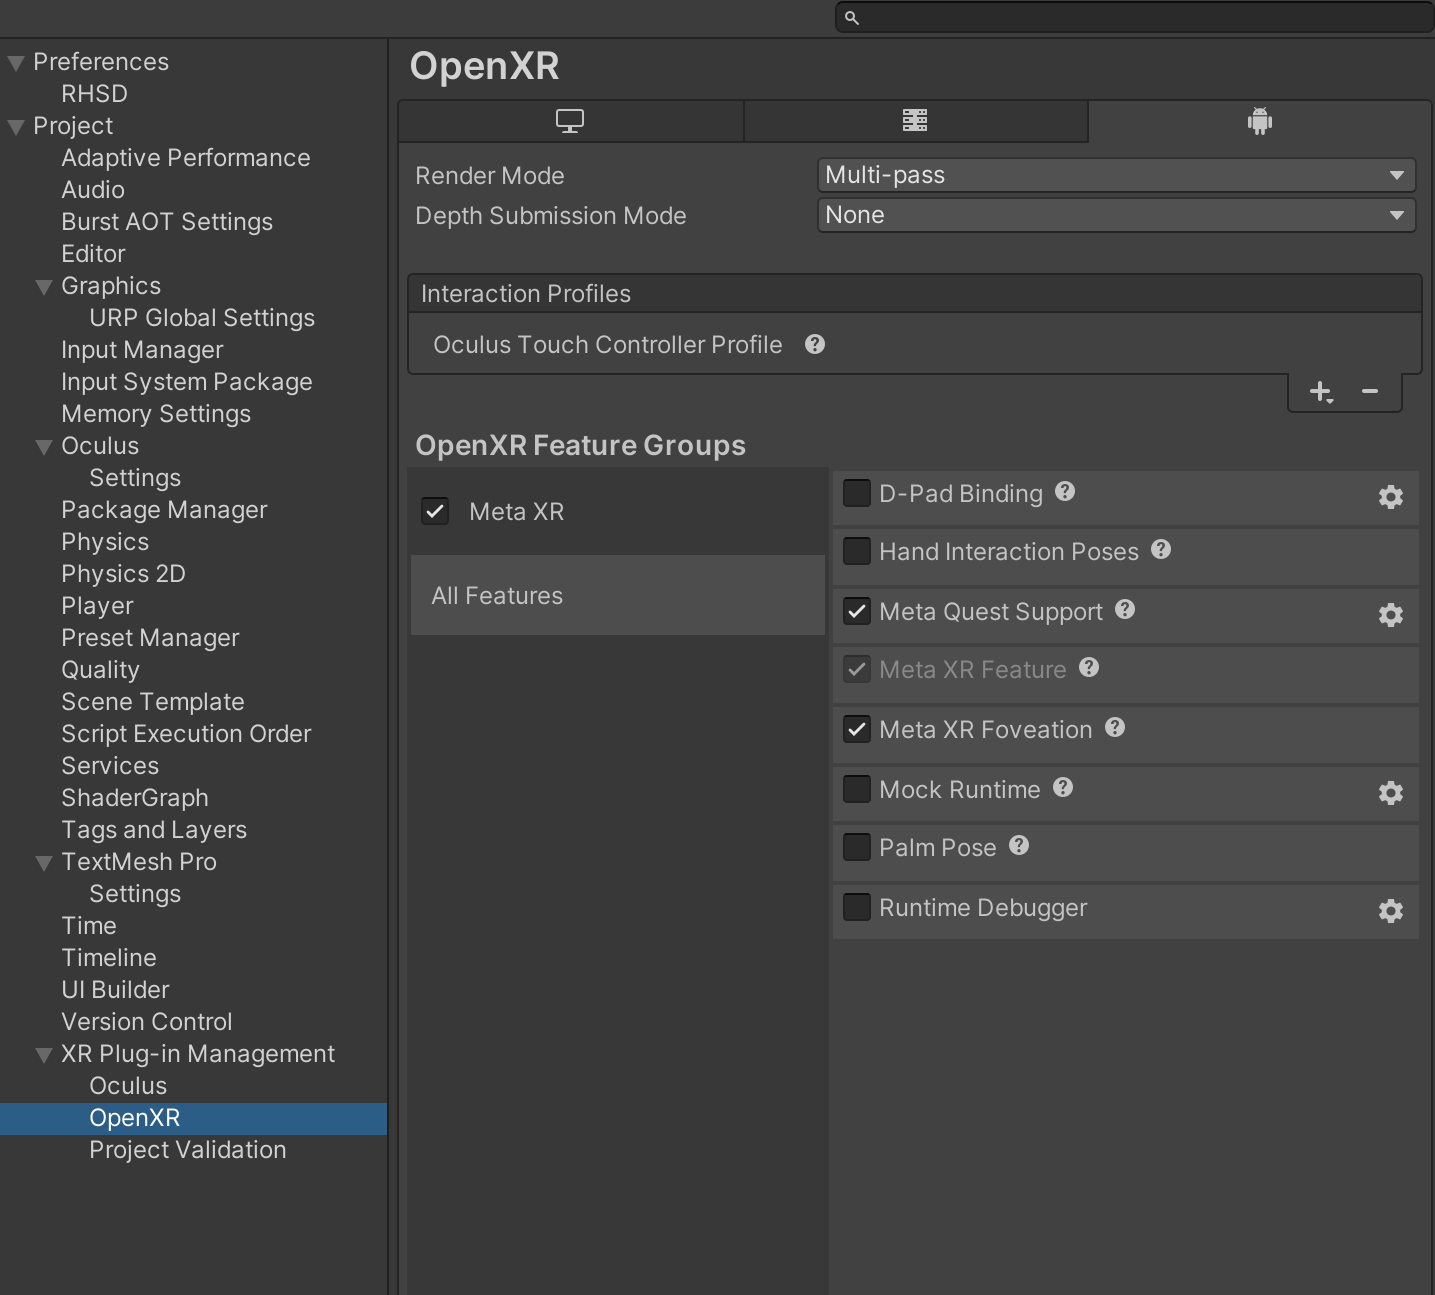 Preferences
RHSD
Project
Adaptive Performance
Audio
Burst AOT Settings
Editor
Graphics
URP Global Settings
Input Manager
Input System Package
Memory Settings
Oculus
Settings
Package Manager
Physics
Physics 2D
Player
Preset Manager
Quality
Scene Template
Script Execution Order
Services
ShaderGraph
Tags and Layers
TextMesh Pro
Settings
Time
Timeline
UI Builder
Version Control
XR Plug-in Management
Oculus
OpenXR
Project Validation
OpenXR
Render Mode Multi-pass
Depth Submission Mode None
Interaction Profiles
Oculus Touch Controller Profile
OpenXR Feature Groups
Meta XR
All Features
D-Pad Binding
Hand Interaction Poses
Meta Quest Support
Meta XR Feature
Meta XR Foveation
Mock Runtime
Palm Pose
Runtime Debugger